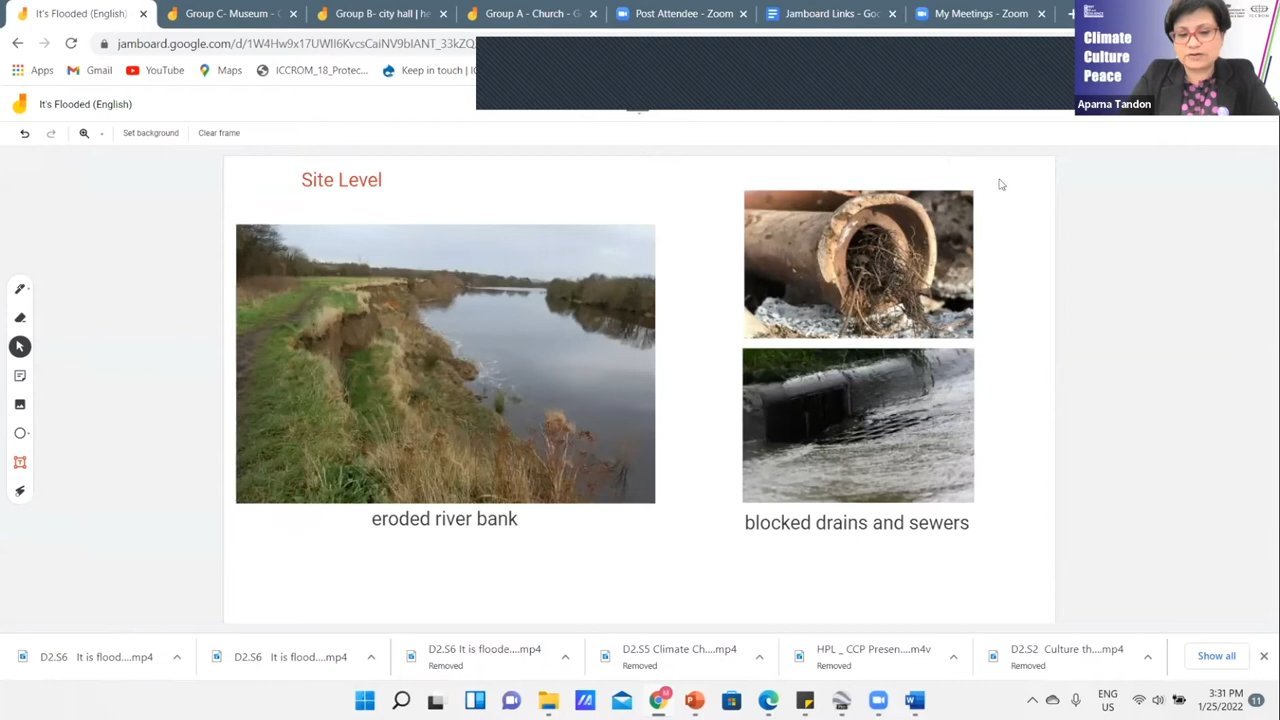 It's Flooded (English)
Group C- Museum -
Group B- city hall | he
Group A - Church - G
Post Attendee - Zoom
Jamboard Links - Goo
My Meetings - Zoom
jamboard.google.com/d/1W4Hw9x17UWlI6KvcsCaINV9bIANT_33kZQ
Apps
Gmail
YouTube
Maps
ICCROM_18_Protec...
Keep in touch | IC
Climate
Culture
Peace
ICCROM
Aparna Tandon
It's Flooded (English)
Set background
Clear frame
Site Level
eroded river bank
blocked drains and sewers
D2.S6 It is flood....mp4
D2.S6 It is flood....mp4
D2.S6 It is floode....mp4
Removed
D2.S5 Climate Ch....mp4
Removed
HPL _ CCP Presen....m4v
Removed
D2.S2 Culture th....mp4
Removed
Show all
ENG
US
3:31 PM
1/25/2022
11